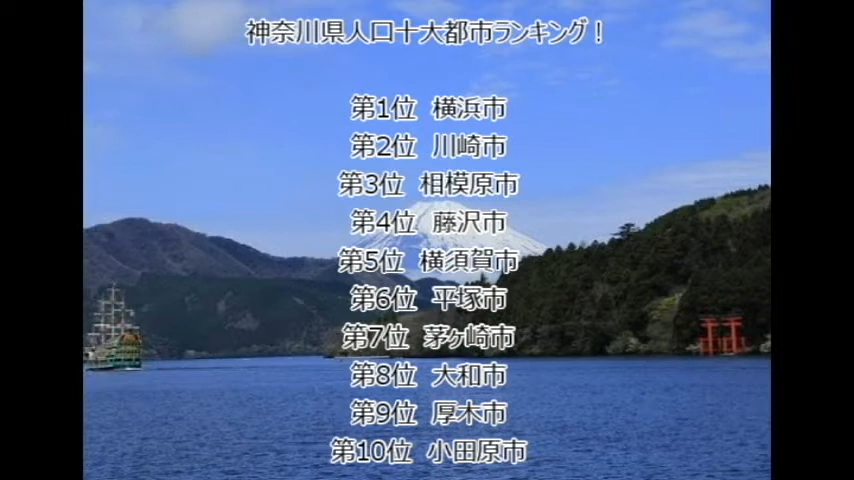 神奈川県人口十大都市ランキング！
第1位 横浜市
第2位 川崎市
第3位 相模原市
第4位 藤沢市
第5位 横須賀市
第6位 平塚市
第7位 茅ヶ崎市
第8位 大和市
第9位 厚木市
第10位 小田原市